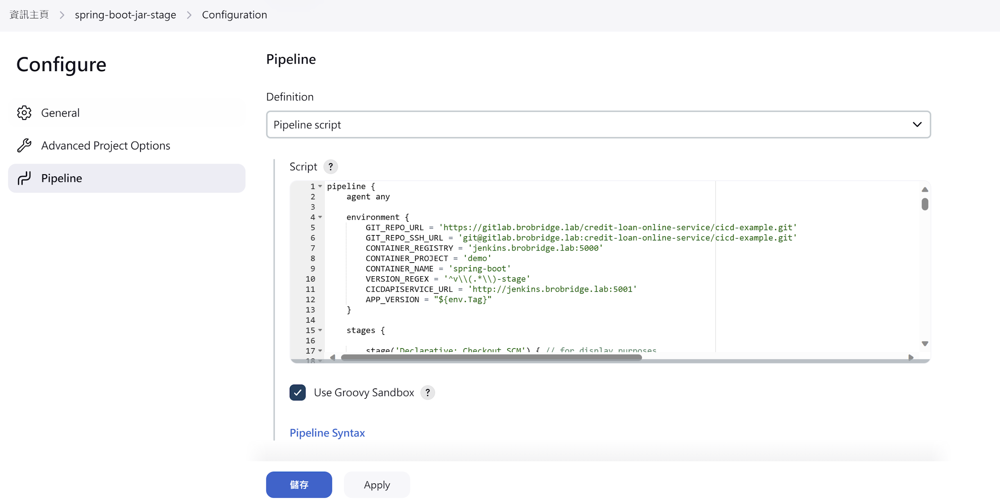 資訊主頁 > spring-boot-jar-stage > Configuration
Configure
General
Advanced Project Options
Pipeline
Pipeline
Definition
Pipeline script
Script ?
1 pipeline {
2     agent any
3
4     environment {
5         GIT_REPO_URL = 'https://gitlab.brobridge.lab/credit-loan-online-service/cicd-example.git'
6         GIT_REPO_SSH_URL = 'git@gitlab.brobridge.lab:credit-loan-online-service/cicd-example.git'
7         CONTAINER_REGISTRY = 'jenkins.brobridge.lab:5000'
8         CONTAINER_PROJECT = 'demo'
9         CONTAINER_NAME = 'spring-boot'
10         VERSION_REGEX = '^v\\(.*\\)-stage'
11         CICDAPISERVICE_URL = 'http://jenkins.brobridge.lab:5001'
12         APP_VERSION = "${env.Tag}"
13     }
14
15     stages {
16
17         stage('Declarative: Checkout SCM') { // for display purposes
18
Use Groovy Sandbox ?
Pipeline Syntax
儲存
Apply